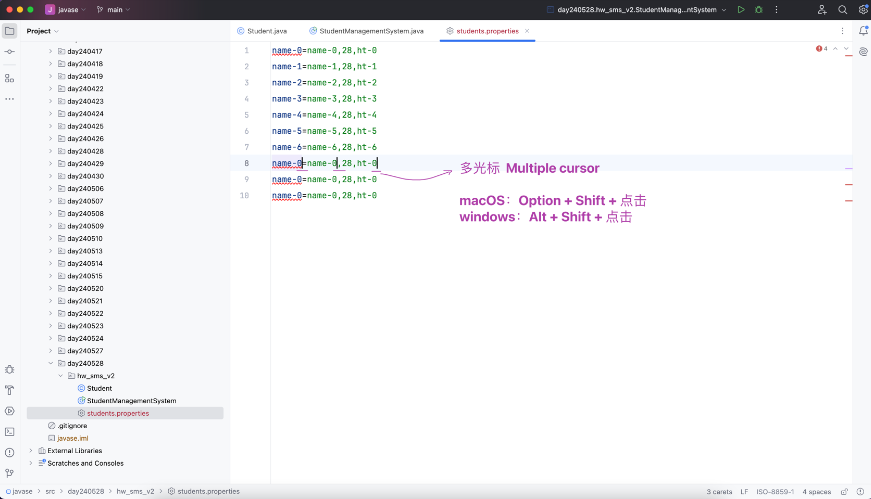 J javase main day240528.hw_sms_v2.StudentManag...ntSystem
Project Student.java StudentManagementSystem.java students.properties
day240417
day240418
day240419
day240422
day240423
day240424
day240425
day240426
day240428
day240429
day240430
day240506
day240507
day240508
day240509
day240510
day240513
day240514
day240515
day240520
day240521
day240522
day240523
day240524
day240527
day240528
hw_sms_v2
Student
StudentManagementSystem
students.properties
.gitignore
javase.iml
External Libraries
Scratches and Consoles
4
1 name-0=name-0,28,ht-0
2 name-1=name-1,28,ht-1
3 name-2=name-2,28,ht-2
4 name-3=name-3,28,ht-3
5 name-4=name-4,28,ht-4
6 name-5=name-5,28,ht-5
7 name-6=name-6,28,ht-6
8 name-0=name-0,28,ht-0
9 name-0=name-0,28,ht-0
10 name-0=name-0,28,ht-0
多光标 Multiple cursor
macOS：Option + Shift + 点击
windows：Alt + Shift + 点击
javase > src > day240528 > hw_sms_v2 > students.properties 3 carets LF ISO-8859-1 4 spaces